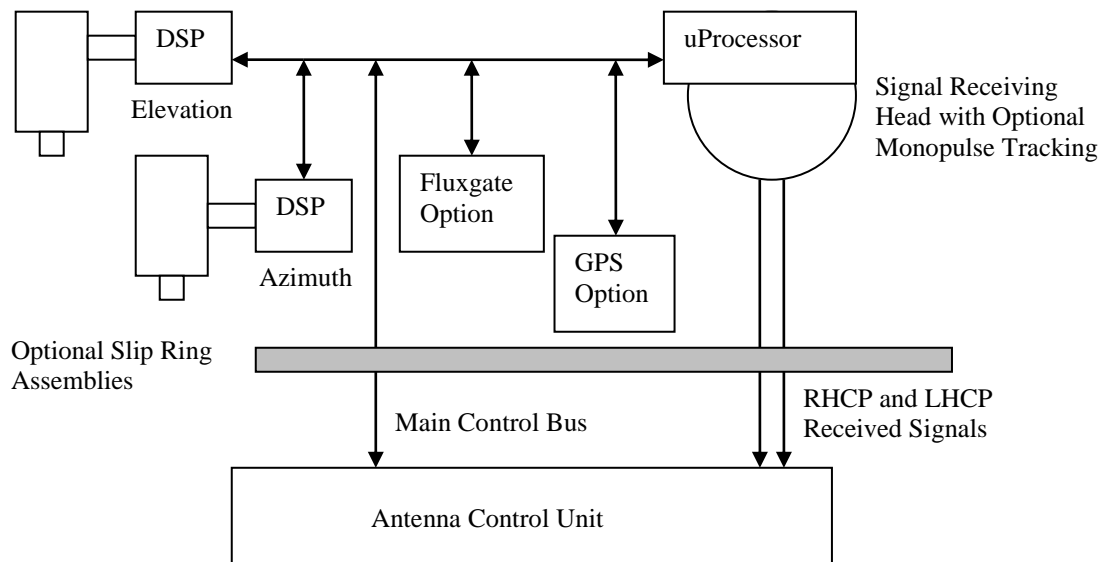 DSP
uProcessor
Elevation
Signal Receiving
Head with Optional
Monopulse Tracking
DSP
Azimuth
Fluxgate
Option
GPS
Option
Optional Slip Ring
Assemblies
Main Control Bus
RHCP and LHCP
Received Signals
Antenna Control Unit